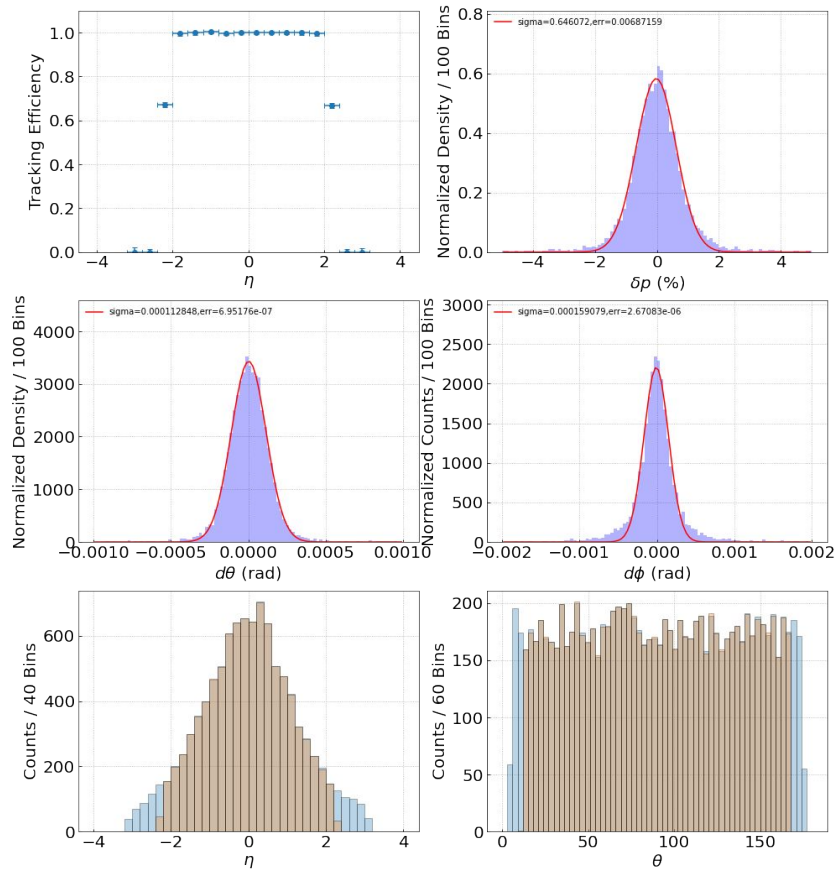 Tracking Efficiency
1.0
0.8
0.6
0.4
0.2
0.0
−4 −2 0 2 4
η
Normalized Density / 100 Bins
0.8
0.6
0.4
0.2
0.0
sigma=0.646072,err=0.00687159
−4 −2 0 2 4
δp (%)
Normalized Density / 100 Bins
4000
3000
2000
1000
0
sigma=0.000112848,err=6.95176e-07
−0.0010 −0.0005 0.0000 0.0005 0.0010
dθ (rad)
Normalized Counts / 100 Bins
3000
2500
2000
1500
1000
500
0
sigma=0.000159079,err=2.67083e-06
−0.002 −0.001 0.000 0.001 0.002
dϕ (rad)
Counts / 40 Bins
600
400
200
0
−4 −2 0 2 4
η
Counts / 60 Bins
200
150
100
50
0
0 50 100 150
θ